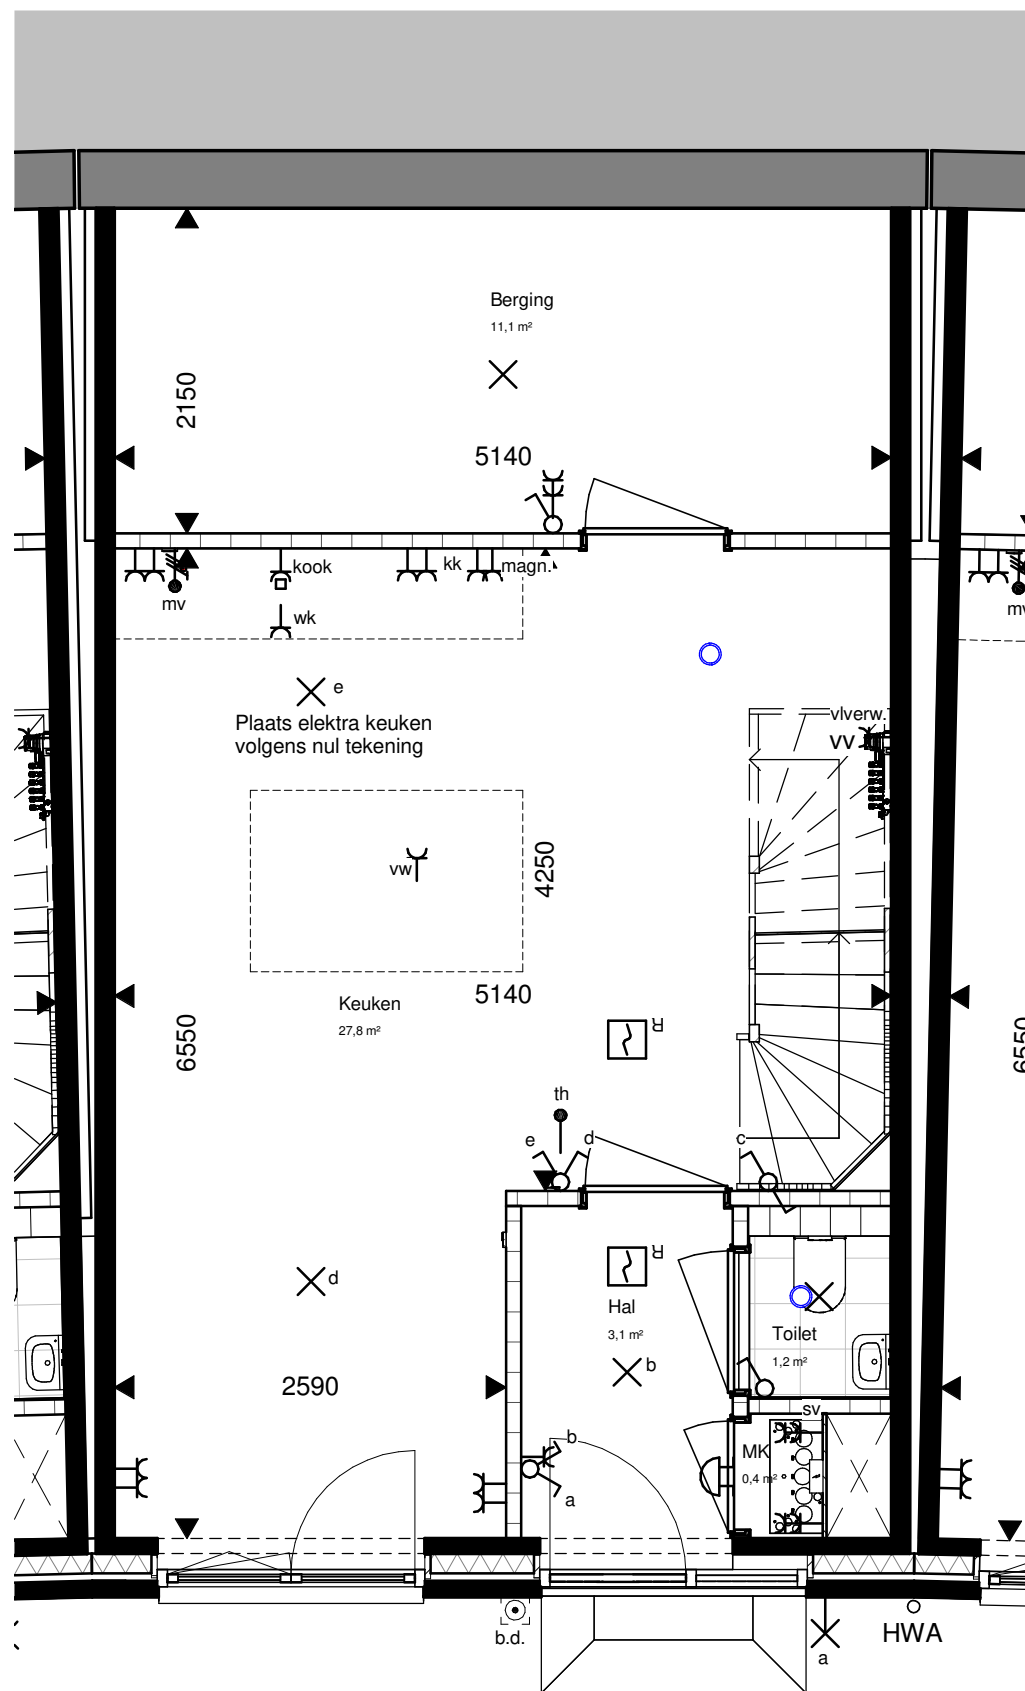 Berging
11,1 m²
2150
5140
kook
kk
magn.
mv
mv
wk
e
Plaats elektra keuken
volgens nul tekening
vlverw.
VV
vw
4250
Keuken
27,8 m²
5140
6550
6550
R
th
e
d
c
R
Hal
3,1 m²
d
b
Toilet
1,2 m²
2590
sv
b
MK
0,4 m²
a
b.d.
a
HWA